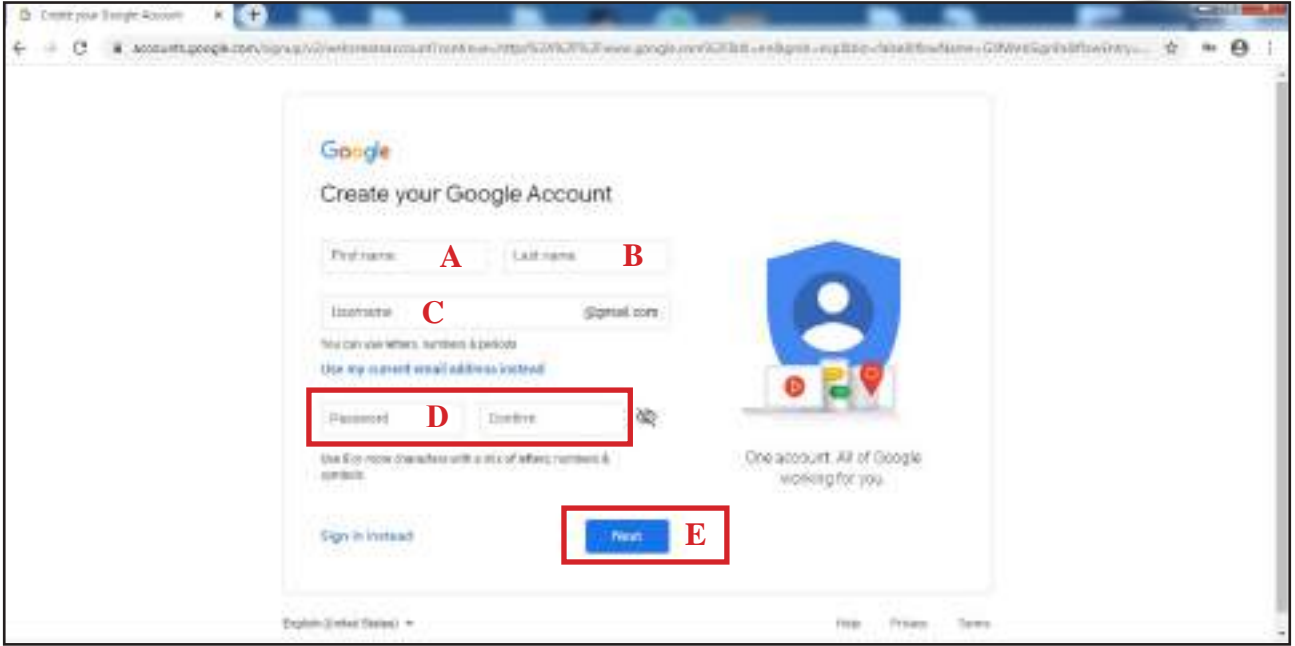 Create your Google Account
Google
Create your Google Account
First name A Last name B
Username C @gmail.com
You can use letters, numbers & periods
Use my current email address instead
Password D Confirm
Use 8 or more characters with a mix of letters, numbers &
symbols
One account. All of Google
working for you.
Sign in instead Next E
English (United States) Help Privacy Terms